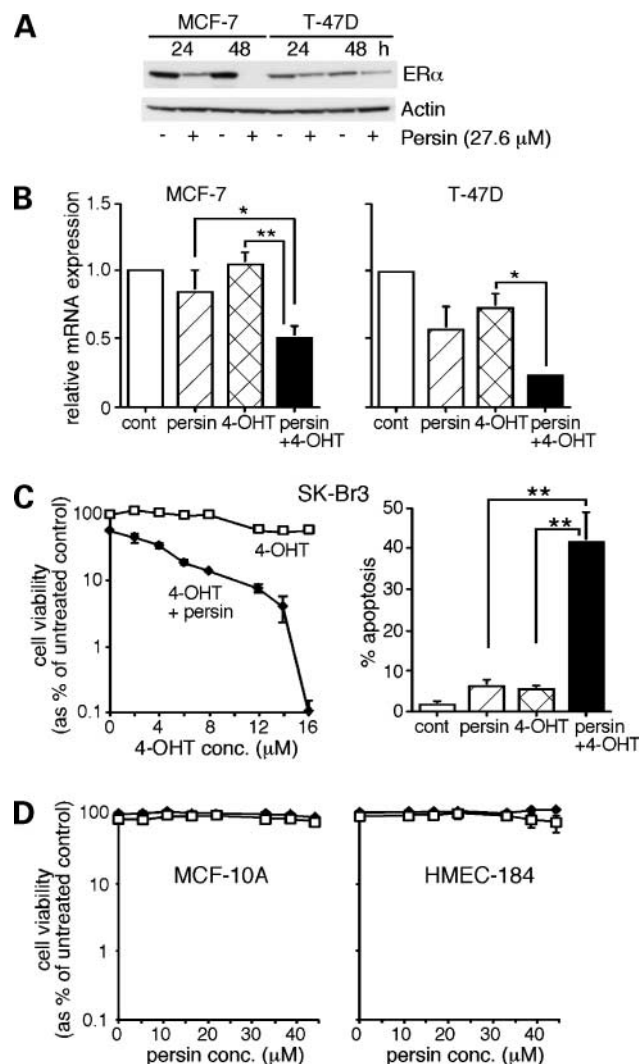 A
MCF-7 T-47D
24 48 24 48 h
ERα
Actin
- + - + - + - + Persin (27.6 μM)
B
MCF-7 T-47D
relative mRNA expression
1.5
1.0
0.5
0
* ** *
cont persin 4-OHT persin +4-OHT
cont persin 4-OHT persin +4-OHT
C
SK-Br3
cell viability
(as % of untreated control)
100
10
1
0.1
4-OHT
4-OHT
+ persin
0 4 8 12 16
4-OHT conc. (μM)
% apoptosis
50
40
30
20
10
0
**
**
cont persin 4-OHT persin
+4-OHT
D
cell viability
(as % of untreated control)
100
10
1
0.1
MCF-10A HMEC-184
0 10 20 30 40 0 10 20 30 40
persin conc. (μM) persin conc. (μM)